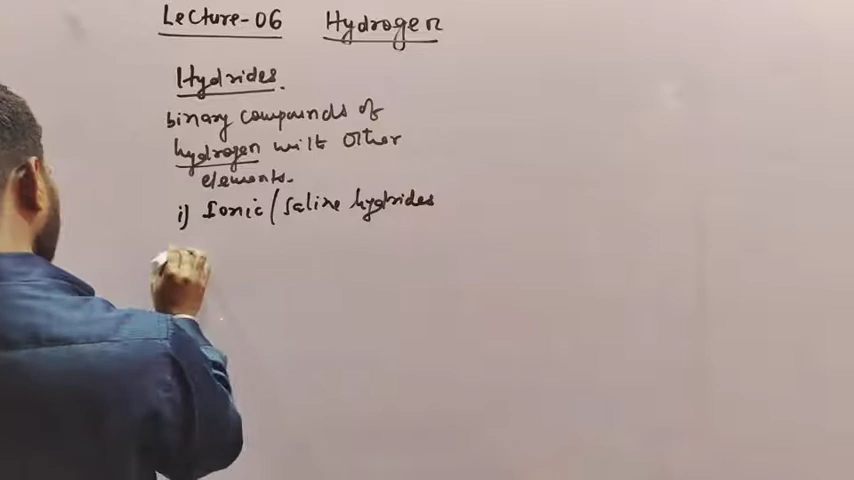 Lecture-06 Hydrogen
Hydrides.
binary compounds of
hydrogen with other
elements.
i) Ionic / Saline hydrides